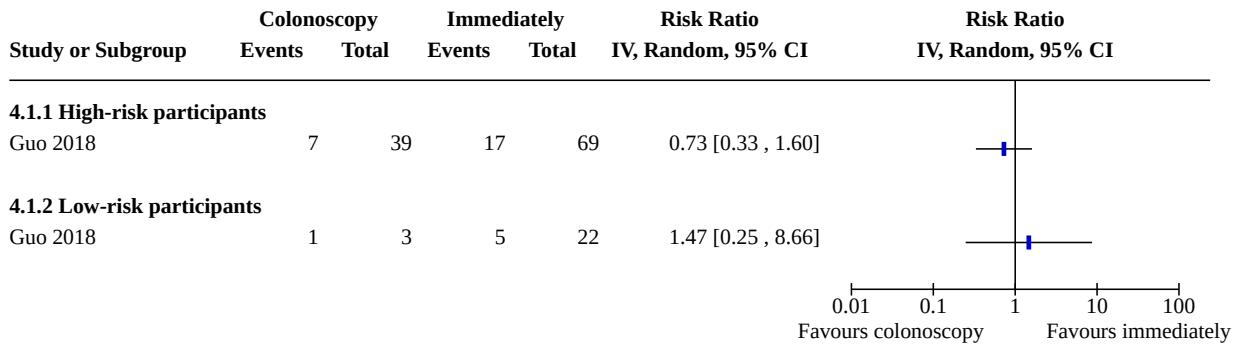 Colonoscopy Immediately Risk Ratio Risk Ratio
Study or Subgroup Events Total Events Total IV, Random, 95% CI IV, Random, 95% CI
4.1.1 High-risk participants
Guo 2018 7 39 17 69 0.73 [0.33 , 1.60]
4.1.2 Low-risk participants
Guo 2018 1 3 5 22 1.47 [0.25 , 8.66]
0.01 0.1 1 10 100
Favours colonoscopy Favours immediately